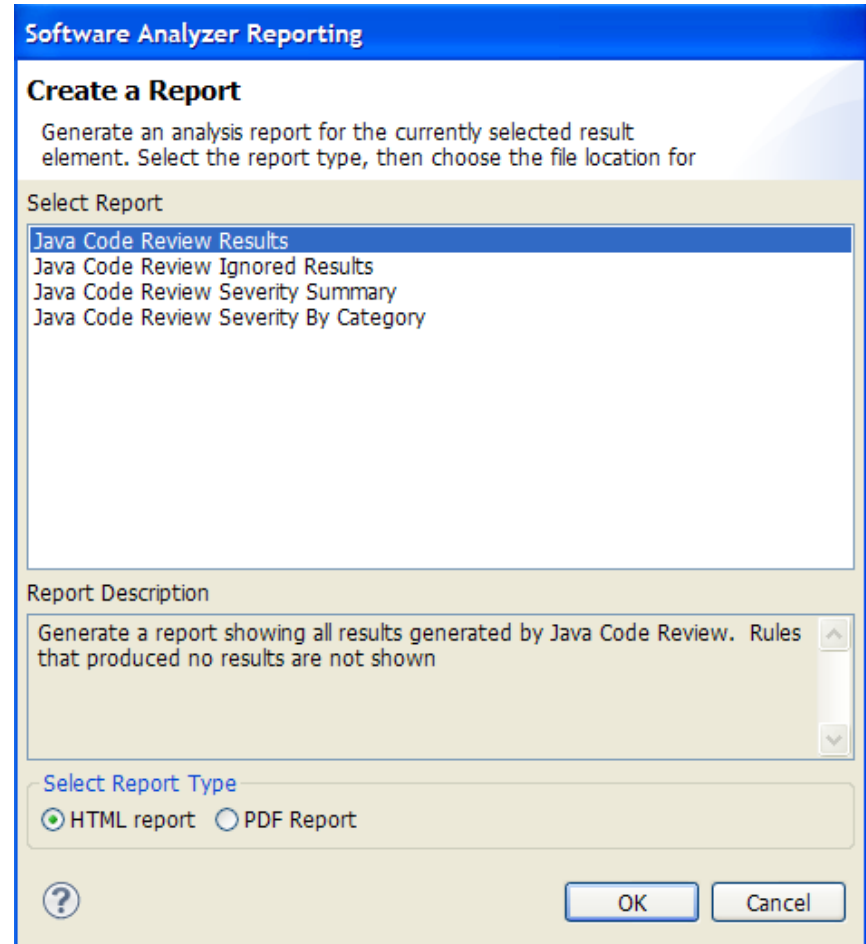 Software Analyzer Reporting
Create a Report
Generate an analysis report for the currently selected result
element. Select the report type, then choose the file location for
Select Report
Java Code Review Results
Java Code Review Ignored Results
Java Code Review Severity Summary
Java Code Review Severity By Category
Report Description
Generate a report showing all results generated by Java Code Review.  Rules
that produced no results are not shown
Select Report Type
HTML report PDF Report
? OK Cancel